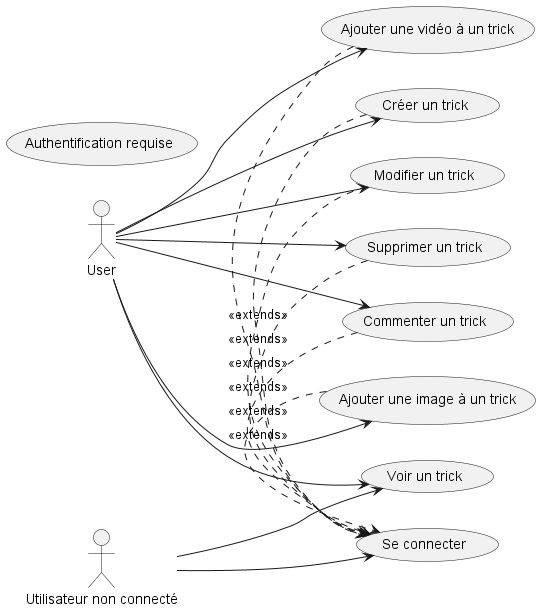 Ajouter une vidéo à un trick
Créer un trick
Authentification requise
Modifier un trick
User
Supprimer un trick
«extends»
Commenter un trick
«extends»
«extends»
«extends»
Ajouter une image à un trick
«extends»
«extends»
Voir un trick
Se connecter
Utilisateur non connecté